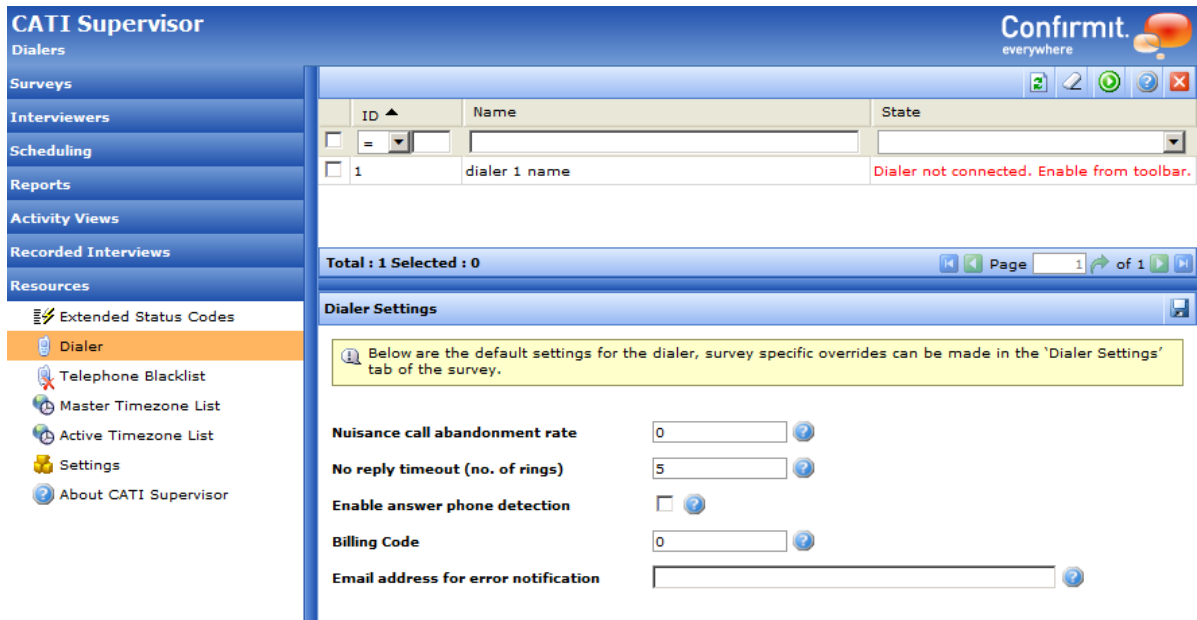 CATI Supervisor
Dialers
Confirmit.
everywhere
Surveys
Interviewers
Scheduling
Reports
Activity Views
Recorded Interviews
Resources
Extended Status Codes
Dialer
Telephone Blacklist
Master Timezone List
Active Timezone List
Settings
About CATI Supervisor
ID Name State
=
1 dialer 1 name Dialer not connected. Enable from toolbar.
Total : 1 Selected : 0 Page 1 of 1
Dialer Settings
Below are the default settings for the dialer, survey specific overrides can be made in the 'Dialer Settings'
tab of the survey.
Nuisance call abandonment rate 0
No reply timeout (no. of rings) 5
Enable answer phone detection
Billing Code 0
Email address for error notification